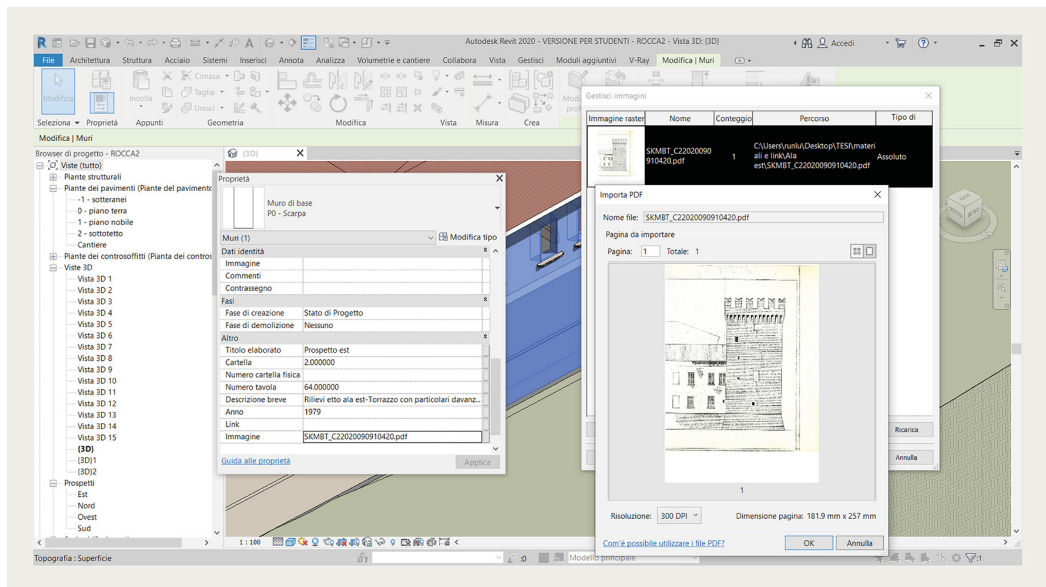 Autodesk Revit 2020 - VERSIONE PER STUDENTI - ROCCA2 - Vista 3D: {3D}
Accedi
File Architettura Struttura Acciaio Sistemi Inserisci Annota Analizza Volumetrie e cantiere Collabora Vista Gestisci Moduli aggiuntivi V-Ray Modifica | Muri
Modifica
Incolla
Cimasa
Taglia
Unisci
Seleziona Proprietà Appunti Geometria Modifica Vista Misura Crea
Modifica | Muri
Browser di progetto - ROCCA2
Viste (tutto)
Piante strutturali
Piante dei pavimenti (Piante del pavimento
-1 - sotteranei
0 - piano terra
1 - piano nobile
2 - sottotetto
Cantiere
Piante dei controsoffitti (Pianta dei contros
Viste 3D
Vista 3D 1
Vista 3D 2
Vista 3D 3
Vista 3D 4
Vista 3D 5
Vista 3D 6
Vista 3D 7
Vista 3D 8
Vista 3D 9
Vista 3D 10
Vista 3D 11
Vista 3D 12
Vista 3D 13
Vista 3D 14
Vista 3D 15
{3D}
{3D}1
{3D}2
Prospetti
Est
Nord
Ovest
Sud
{3D}
Proprietà
Muro di base
P0 - Scarpa
Muri (1)
Modifica tipo
Dati identità
Immagine
Commenti
Contrassegno
Fasi
Fase di creazione Stato di Progetto
Fase di demolizione Nessuno
Altro
Titolo elaborato Prospetto est
Cartella 2.000000
Numero cartella fisica
Numero tavola 64.000000
Descrizione breve Rilievi etto ala est-Torrazzo con particolari davanz...
Anno 1979
Link
Immagine SKMBT_C22020090910420.pdf
Guida alle proprietà
Applica
Gestisci immagini
Immagine raster Nome Conteggio Percorso Tipo di
SKMBT_C22020090910420.pdf 1 C:\Users\runlu\Desktop\TESI\materi
ali e link\Ala
est\SKMBT_C22020090910420.pdf
Assoluto
Ricarica
Annulla
Importa PDF
Nome file: SKMBT_C22020090910420.pdf
Pagina da importare
Pagina: 1 Totale: 1
1
Risoluzione: 300 DPI Dimensione pagina: 181.9 mm x 257 mm
Com'è possibile utilizzare i file PDF?
OK Annulla
1 : 100
Topografia : Superficie
:0
Modello principale
:1